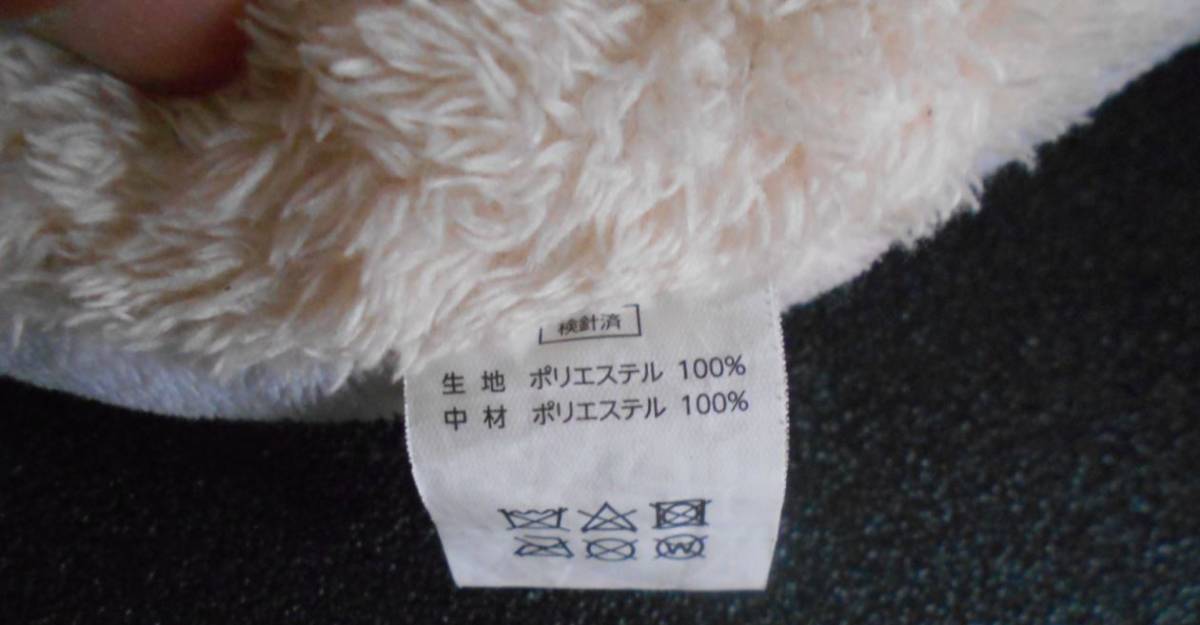 検針済
生地 ポリエステル 100%
中材 ポリエステル 100%
W